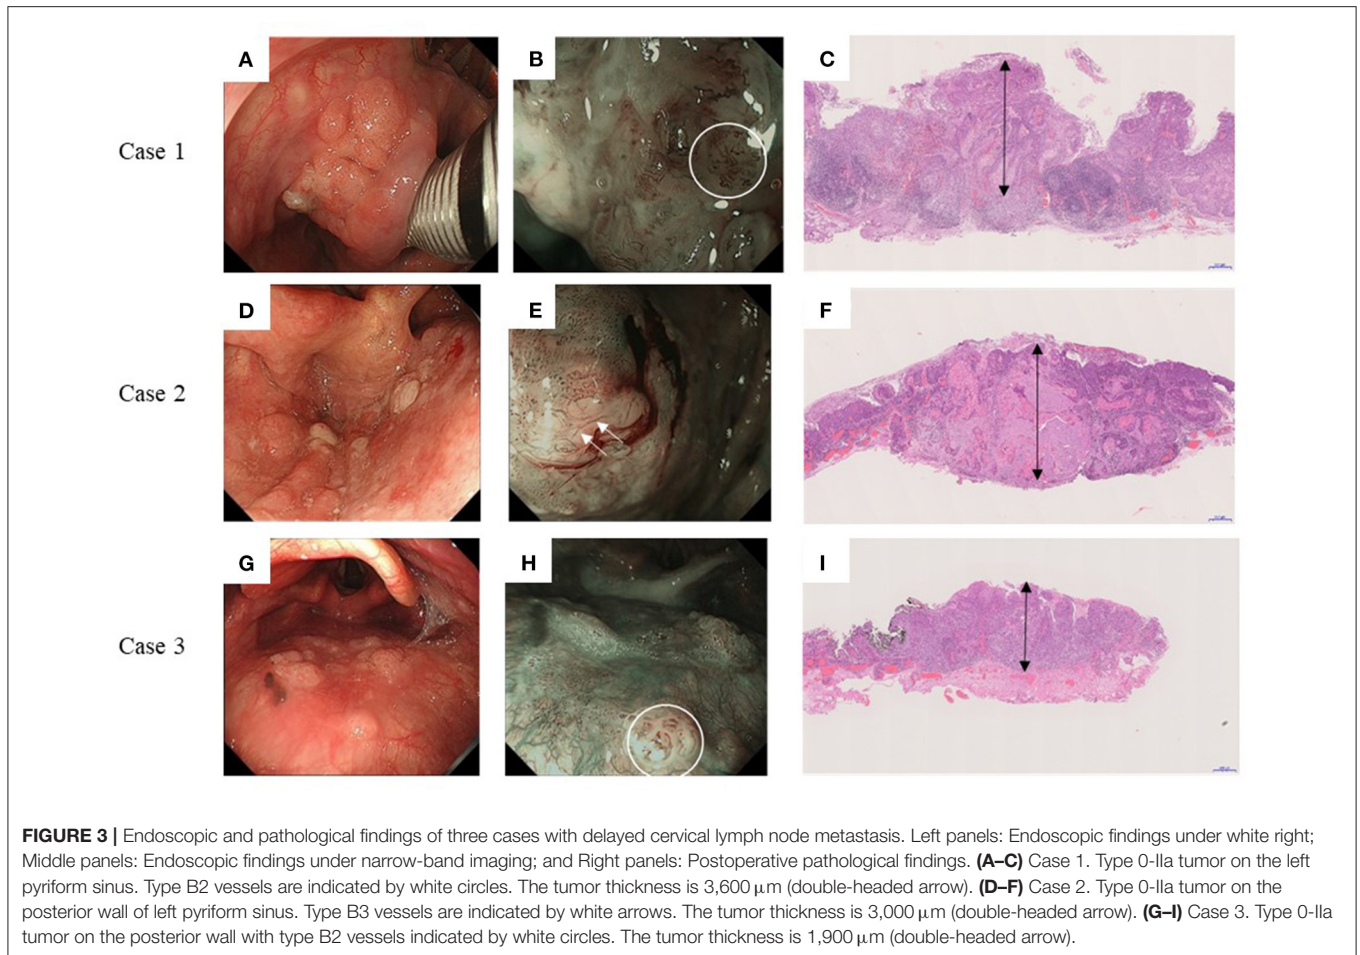 A
B
C
Case 1
D
E
F
Case 2
G
H
I
Case 3
FIGURE 3 | Endoscopic and pathological findings of three cases with delayed cervical lymph node metastasis. Left panels: Endoscopic findings under white right;
Middle panels: Endoscopic findings under narrow-band imaging; and Right panels: Postoperative pathological findings. (A–C) Case 1. Type 0-IIa tumor on the left
pyriform sinus. Type B2 vessels are indicated by white circles. The tumor thickness is 3,600 μm (double-headed arrow). (D–F) Case 2. Type 0-IIa tumor on the
posterior wall of left pyriform sinus. Type B3 vessels are indicated by white arrows. The tumor thickness is 3,000 μm (double-headed arrow). (G–I) Case 3. Type 0-IIa
tumor on the posterior wall with type B2 vessels indicated by white circles. The tumor thickness is 1,900 μm (double-headed arrow).